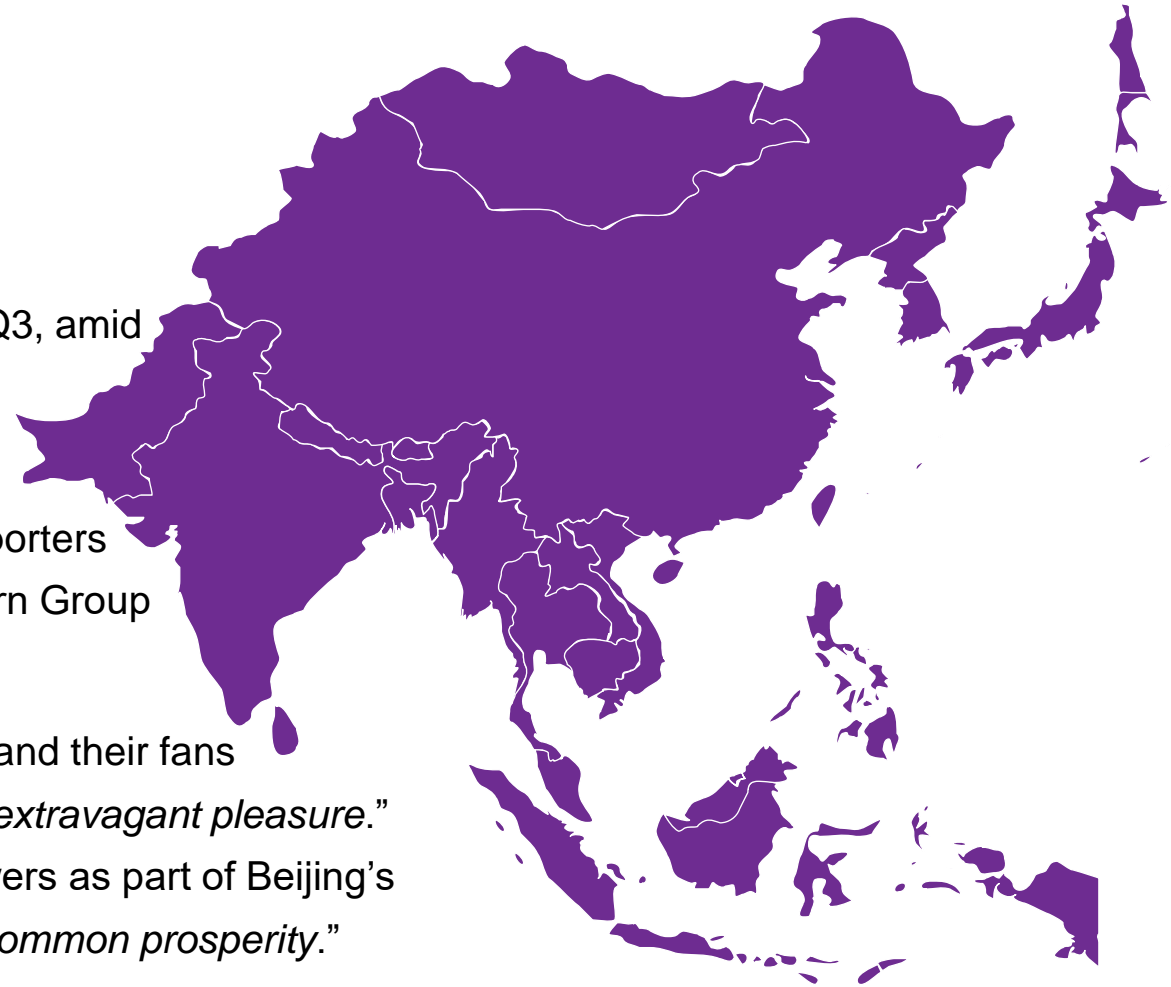 Q3, amid
porters
rn Group
and their fans
extravagant pleasure.”
vers as part of Beijing’s
ommon prosperity.”